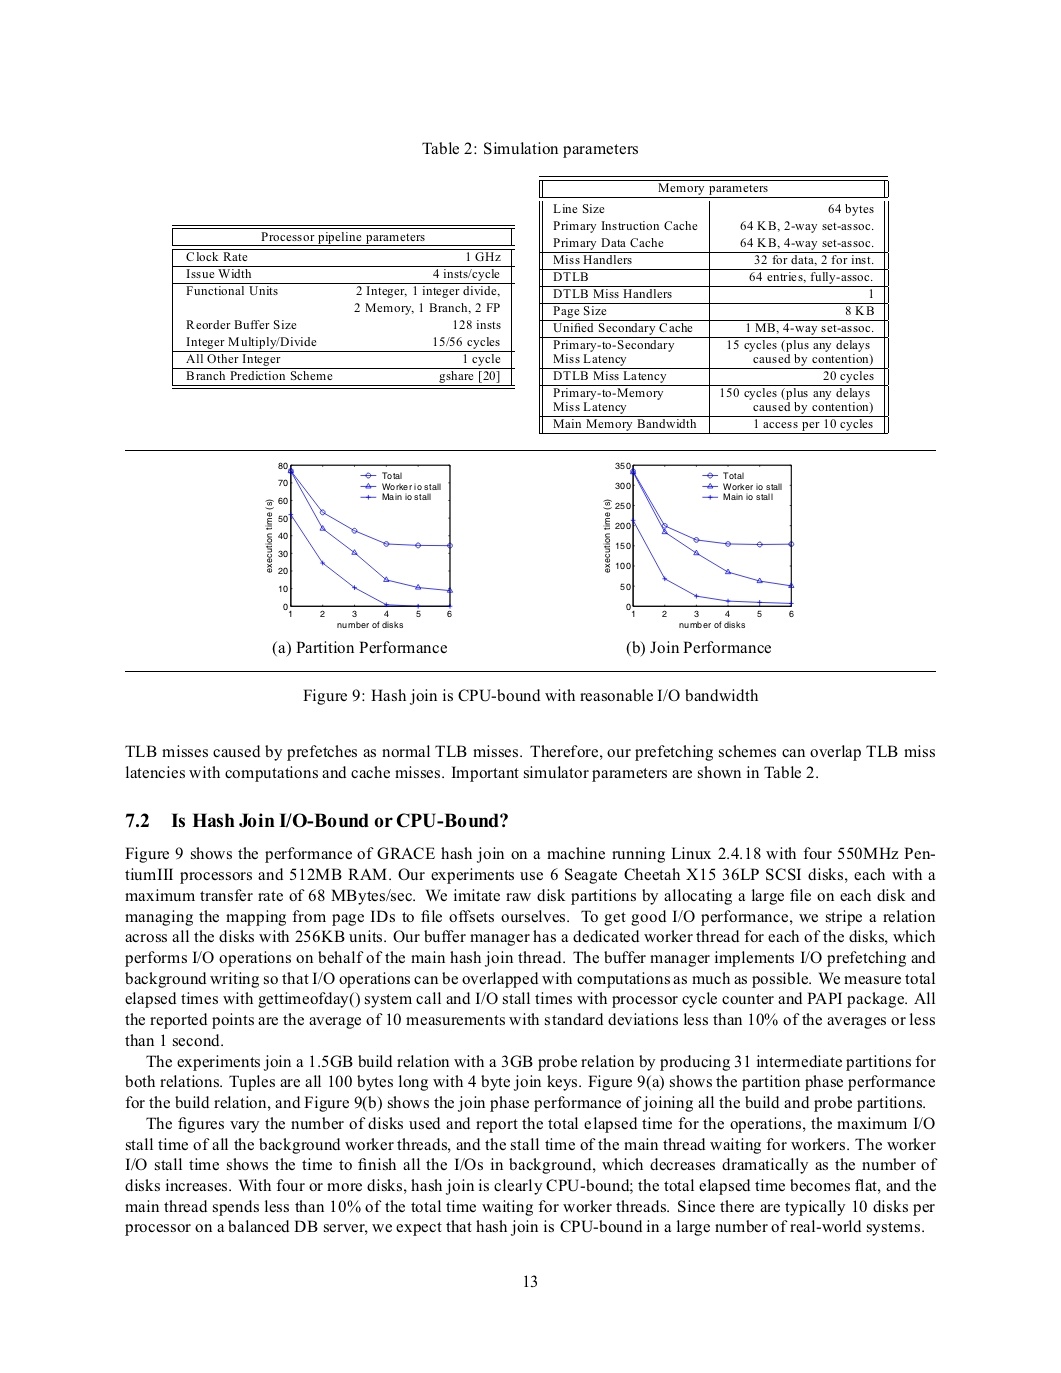 Table 2: Simulation parameters
Processor pipeline parameters
Clock Rate 1 GHz
Issue Width 4 insts/cycle
Functional Units 2 Integer, 1 integer divide,
2 Memory, 1 Branch, 2 FP
Reorder Buffer Size 128 insts
Integer Multiply/Divide 15/56 cycles
All Other Integer 1 cycle
Branch Prediction Scheme gshare [20]
Memory parameters
Line Size 64 bytes
Primary Instruction Cache 64 KB, 2-way set-assoc.
Primary Data Cache 64 KB, 4-way set-assoc.
Miss Handlers 32 for data, 2 for inst.
DTLB 64 entries, fully-assoc.
DTLB Miss Handlers 1
Page Size 8 KB
Unified Secondary Cache 1 MB, 4-way set-assoc.
Primary-to-Secondary 15 cycles (plus any delays
Miss Latency caused by contention)
DTLB Miss Latency 20 cycles
Primary-to-Memory 150 cycles (plus any delays
Miss Latency caused by contention)
Main Memory Bandwidth 1 access per 10 cycles
80
70
60
50
40
30
20
10
0
execution time (s)
Total
Worker io stall
Main io stall
1 2 3 4 5 6
number of disks
(a) Partition Performance
350
300
250
200
150
100
50
0
execution time (s)
Total
Worker io stall
Main io stall
1 2 3 4 5 6
number of disks
(b) Join Performance
Figure 9: Hash join is CPU-bound with reasonable I/O bandwidth
TLB misses caused by prefetches as normal TLB misses. Therefore, our prefetching schemes can overlap TLB miss
latencies with computations and cache misses. Important simulator parameters are shown in Table 2.
7.2 Is Hash Join I/O-Bound or CPU-Bound?
Figure 9 shows the performance of GRACE hash join on a machine running Linux 2.4.18 with four 550MHz Pen-
tiumIII processors and 512MB RAM. Our experiments use 6 Seagate Cheetah X15 36LP SCSI disks, each with a
maximum transfer rate of 68 MBytes/sec. We imitate raw disk partitions by allocating a large file on each disk and
managing the mapping from page IDs to file offsets ourselves. To get good I/O performance, we stripe a relation
across all the disks with 256KB units. Our buffer manager has a dedicated worker thread for each of the disks, which
performs I/O operations on behalf of the main hash join thread. The buffer manager implements I/O prefetching and
background writing so that I/O operations can be overlapped with computations as much as possible. We measure total
elapsed times with gettimeofday() system call and I/O stall times with processor cycle counter and PAPI package. All
the reported points are the average of 10 measurements with standard deviations less than 10% of the averages or less
than 1 second.
The experiments join a 1.5GB build relation with a 3GB probe relation by producing 31 intermediate partitions for
both relations. Tuples are all 100 bytes long with 4 byte join keys. Figure 9(a) shows the partition phase performance
for the build relation, and Figure 9(b) shows the join phase performance of joining all the build and probe partitions.
The figures vary the number of disks used and report the total elapsed time for the operations, the maximum I/O
stall time of all the background worker threads, and the stall time of the main thread waiting for workers. The worker
I/O stall time shows the time to finish all the I/Os in background, which decreases dramatically as the number of
disks increases. With four or more disks, hash join is clearly CPU-bound; the total elapsed time becomes flat, and the
main thread spends less than 10% of the total time waiting for worker threads. Since there are typically 10 disks per
processor on a balanced DB server, we expect that hash join is CPU-bound in a large number of real-world systems.
13